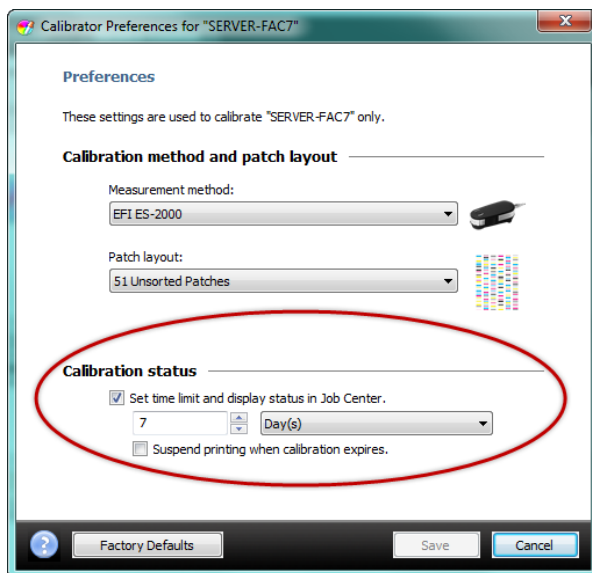 Calibrator Preferences for "SERVER-FAC7"
Preferences
These settings are used to calibrate "SERVER-FAC7" only.
Calibration method and patch layout
Measurement method:
EFI ES-2000
Patch layout:
51 Unsorted Patches
Calibration status
Set time limit and display status in Job Center.
7 Day(s)
Suspend printing when calibration expires.
? Factory Defaults Save Cancel